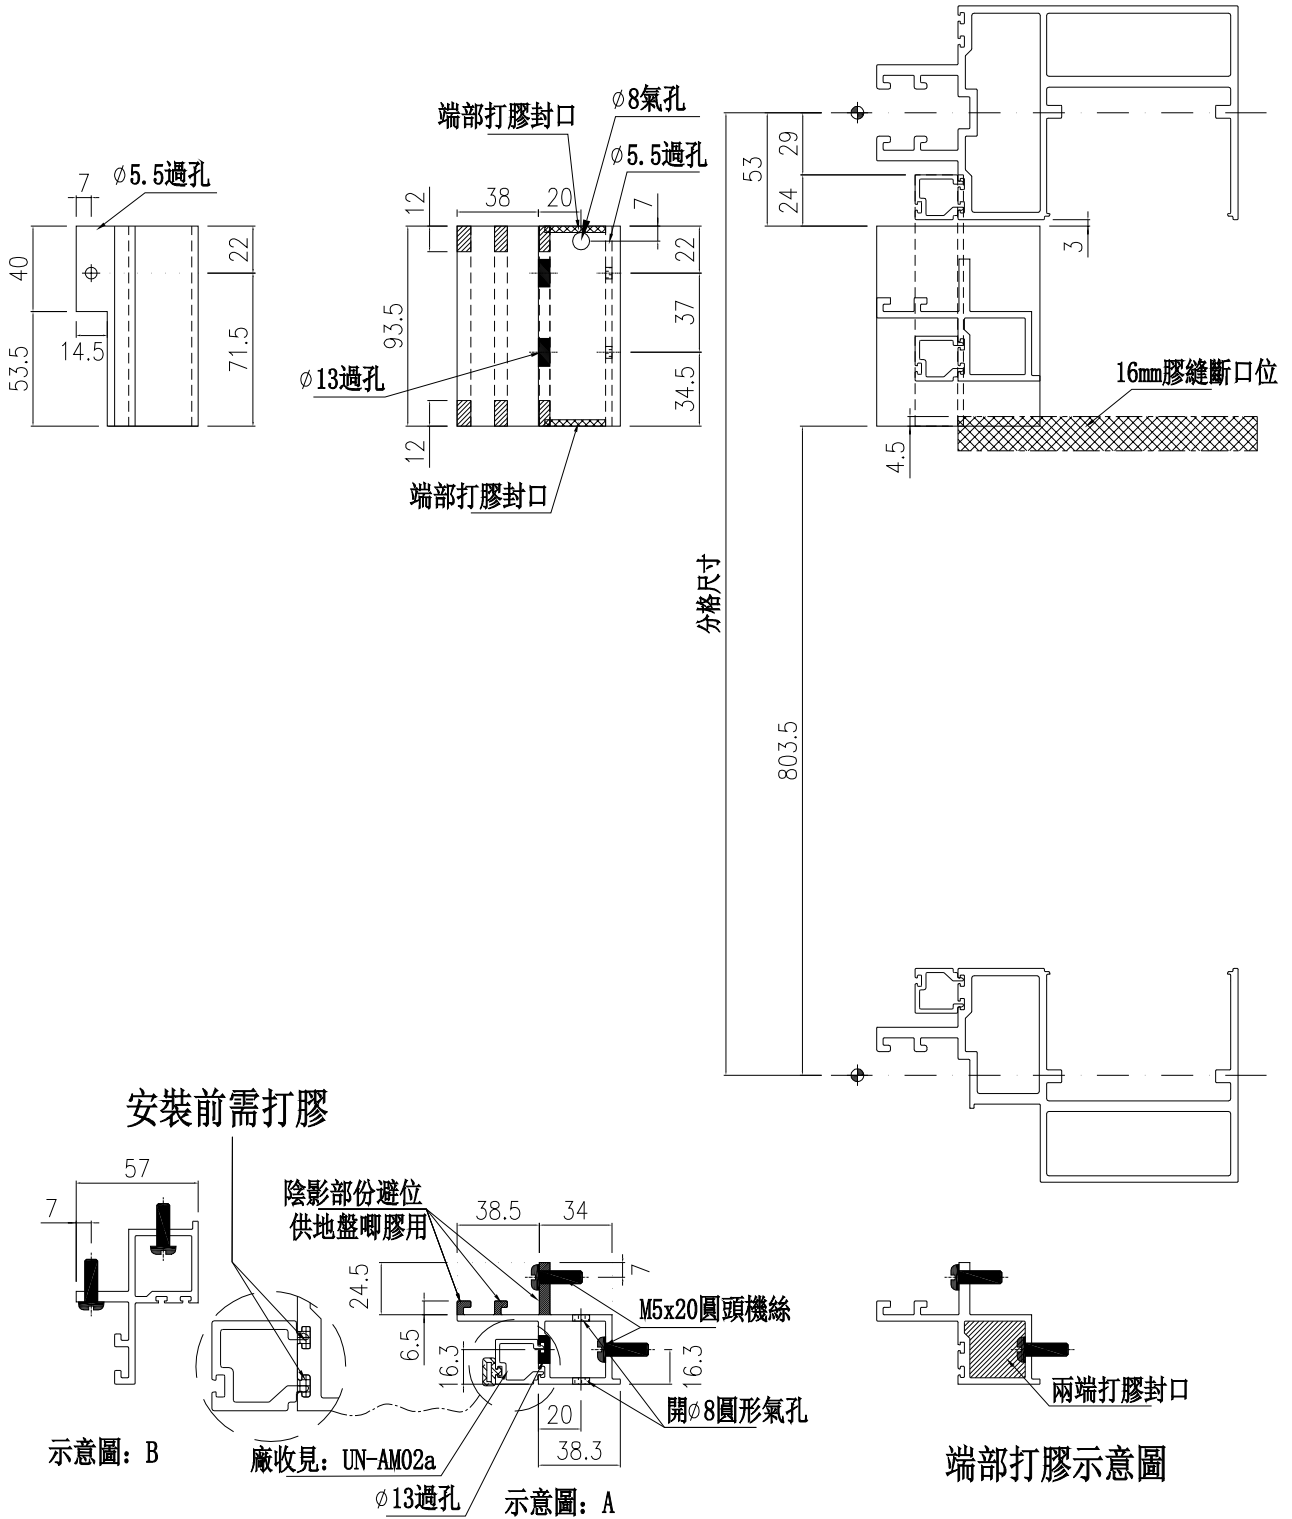 7
∅5.5過孔
40
53.5
14.5
22
71.5
端部打膠封口
∅8氣孔
∅5.5過孔
12
38
20
7
93.5
22
37
34.5
∅13過孔
12
端部打膠封口
53
29
24
3
16mm膠縫斷口位
4.5
分格尺寸
803.5
安裝前需打膠
57
7
示意圖：B
陰影部份避位
供地盤唧膠用
38.5
34
24.5
7
6.5
16.3
M5x20圓頭機絲
16.3
開∅8圓形氣孔
20
38.3
廠收見：UN-AM02a
∅13過孔
示意圖：A
兩端打膠封口
端部打膠示意圖